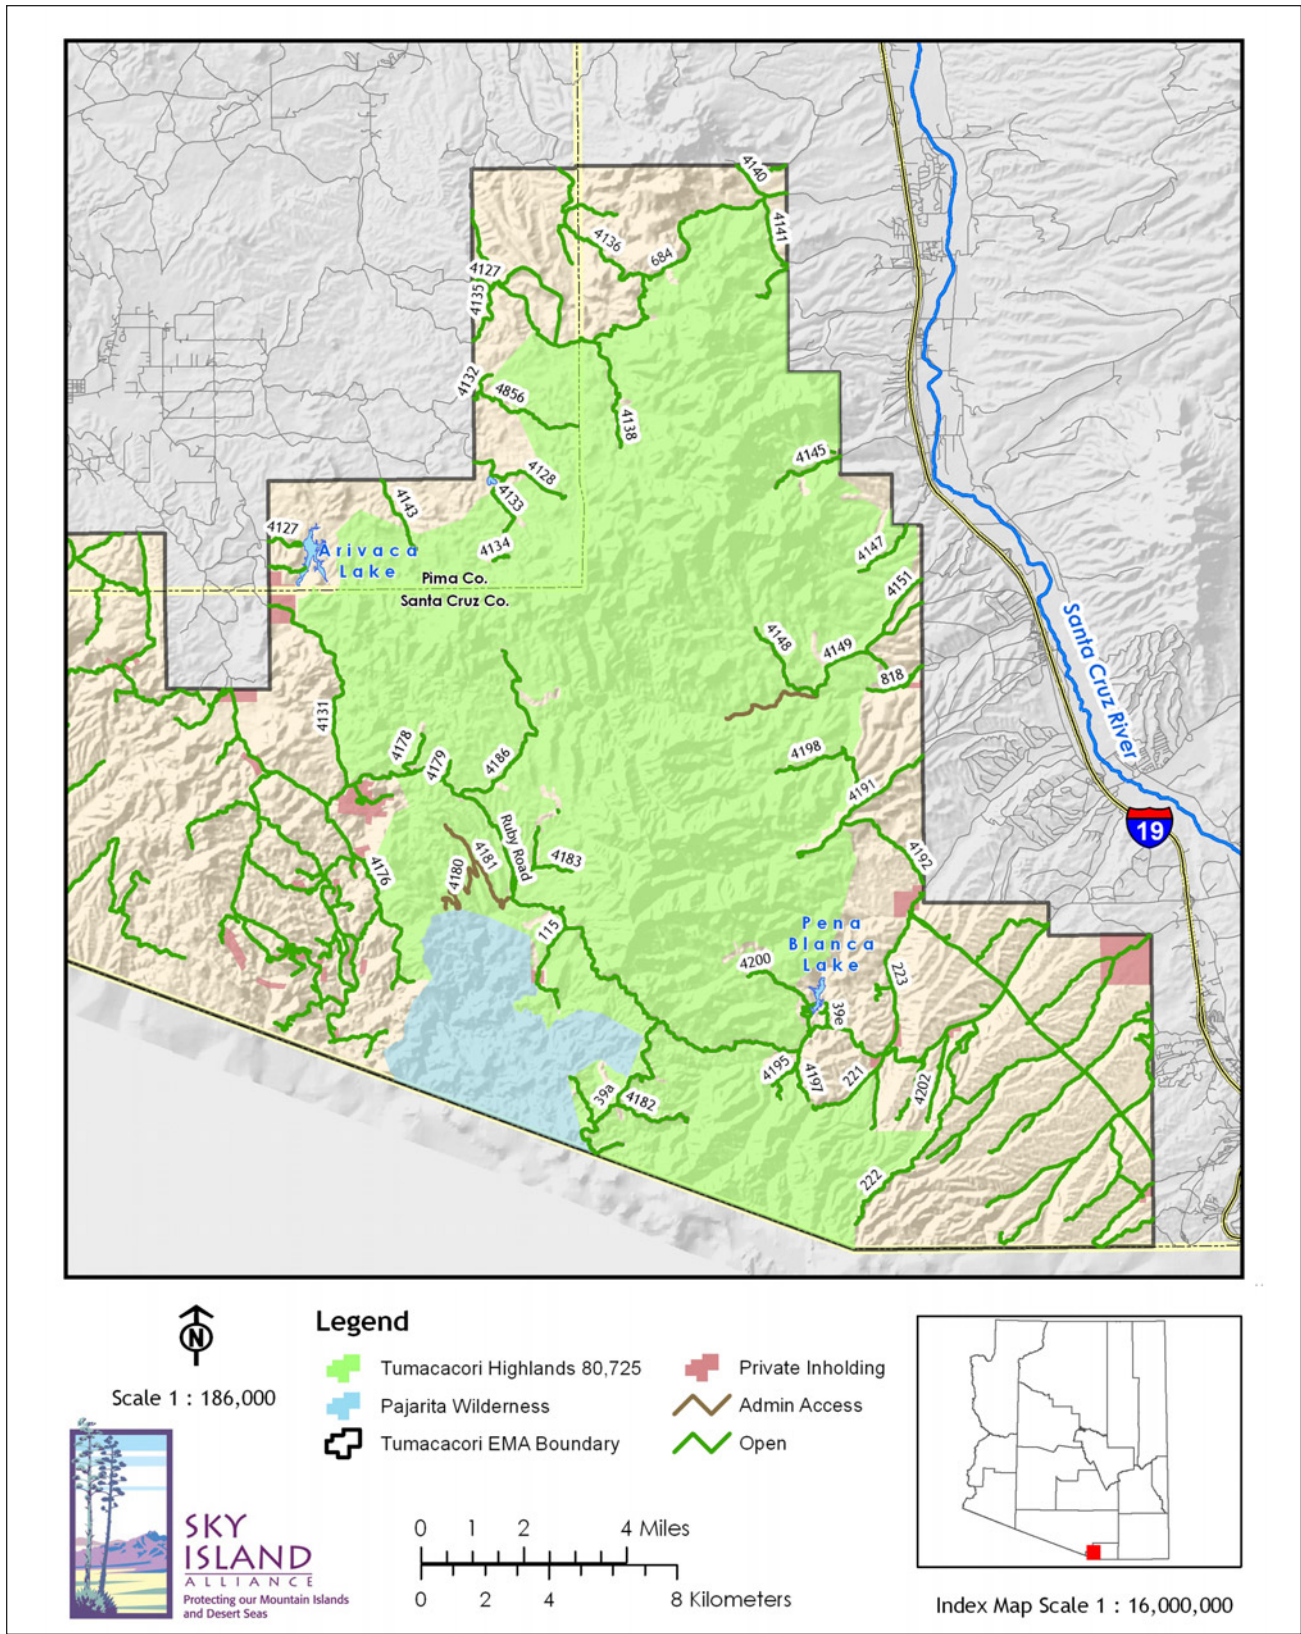 4140
4141
4136
684
4127
4135
4132
4856
4138
4145
4128
4133
4143
4127
4134
4147
Arivaca
Lake
Pima Co.
Santa Cruz Co.
4151
4148
4149
818
Santa Cruz River
4131
4178
4179
4186
4198
4191
19
Ruby Road
4181
4180
4183
4176
4192
115
Pena
Blanca
Lake
4200
223
39e
4195
4197
221
4202
39a
4182
222
N
Scale 1 : 186,000
Legend
Tumacacori Highlands 80,725
Pajarita Wilderness
Tumacacori EMA Boundary
Private Inholding
Admin Access
Open
SKY
ISLAND
ALLIANCE
Protecting our Mountain Islands
and Desert Seas
0 1 2 4 Miles
0 2 4 8 Kilometers
Index Map Scale 1 : 16,000,000